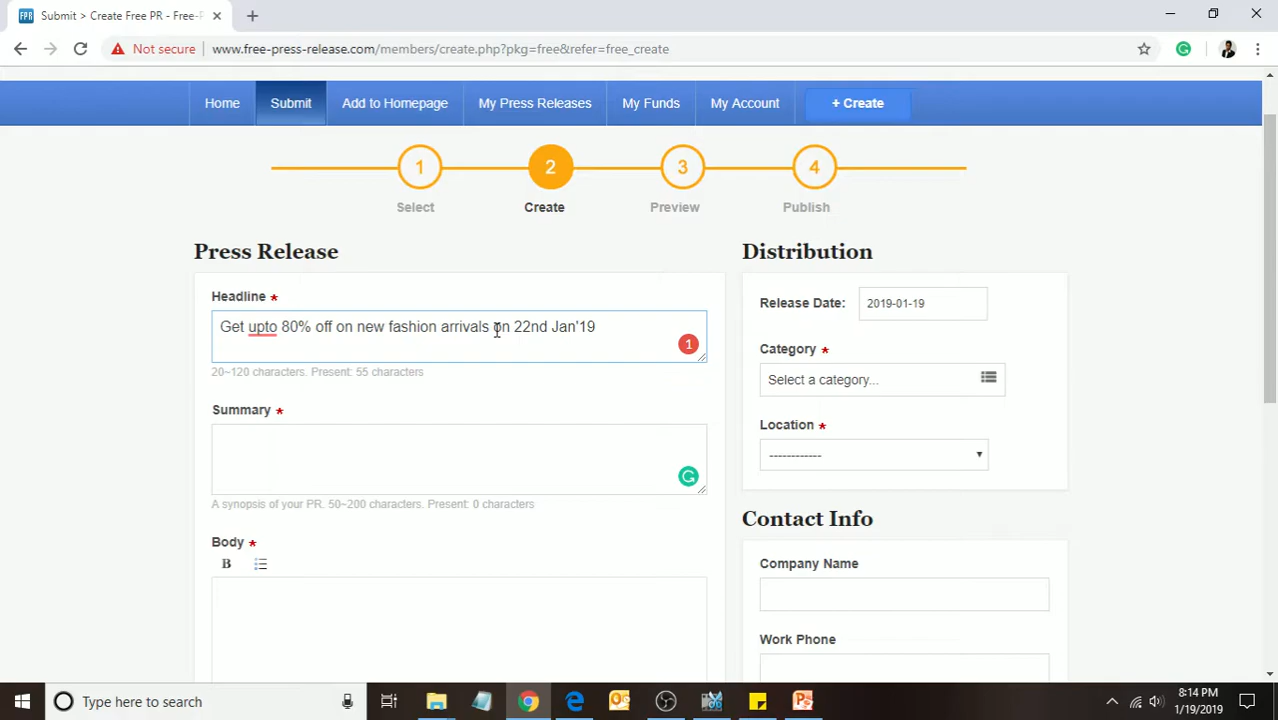 FPR Submit > Create Free PR - Free-P
Not secure www.free-press-release.com/members/create.php?pkg=free&refer=free_create
Home Submit Add to Homepage My Press Releases My Funds My Account + Create
1 2 3 4
Select Create Preview Publish
Press Release
Headline *
Get upto 80% off on new fashion arrivals on 22nd Jan'19
1
20~120 characters. Present: 55 characters
Summary *
A synopsis of your PR. 50~200 characters. Present: 0 characters
Body *
B
Distribution
Release Date: 2019-01-19
Category *
Select a category...
Location *
------------
Contact Info
Company Name
Work Phone
Type here to search
8:14 PM
1/19/2019